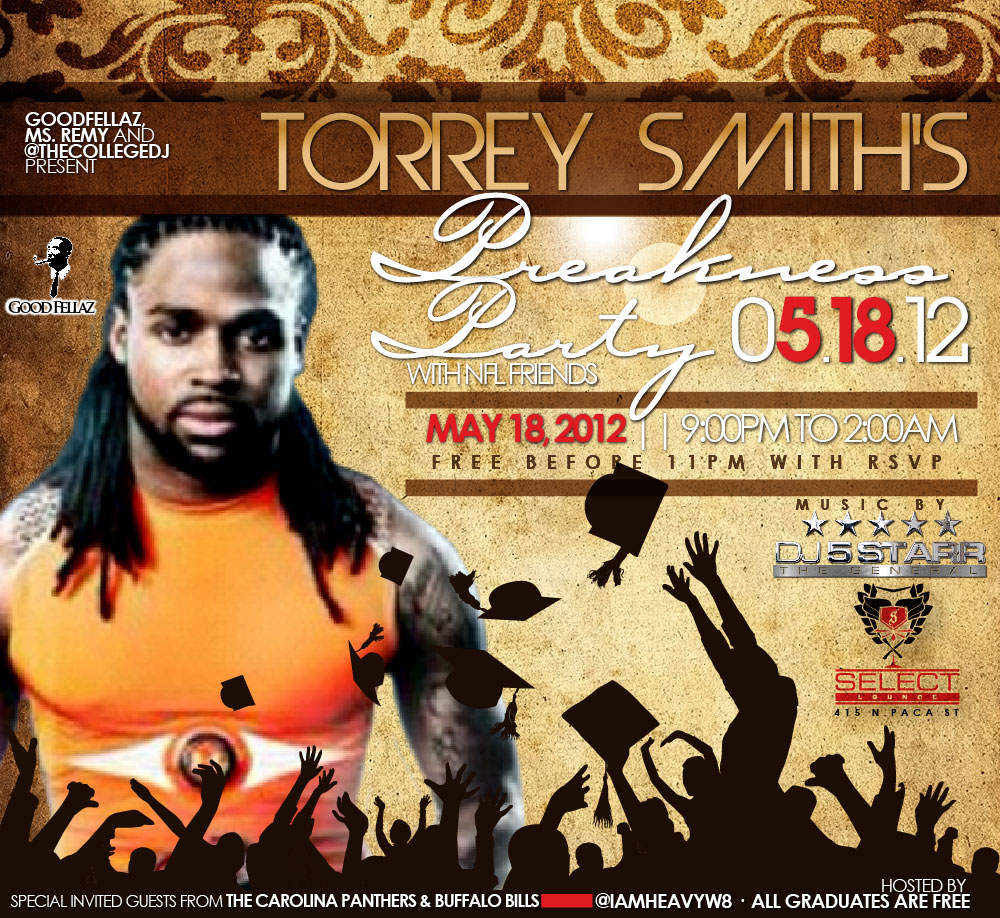 GOODFELLAZ,
MS. REMY AND
@THECOLLEGEDJ
PRESENT
TORREY SMITH'S
GOOD FELLAZ
Preakness
Party 05.18.12
WITH NFL FRIENDS
MAY 18, 2012 || 9:00PM TO 2:00AM
FREE BEFORE 11PM WITH RSVP
MUSIC BY
DJ 5 STARR
THE GENERAL
S
SELECT
LOUNGE
415 N. PACA ST
HOSTED BY
SPECIAL INVITED GUESTS FROM THE CAROLINA PANTHERS & BUFFALO BILLS @IAMHEAVYW8 · ALL GRADUATES ARE FREE